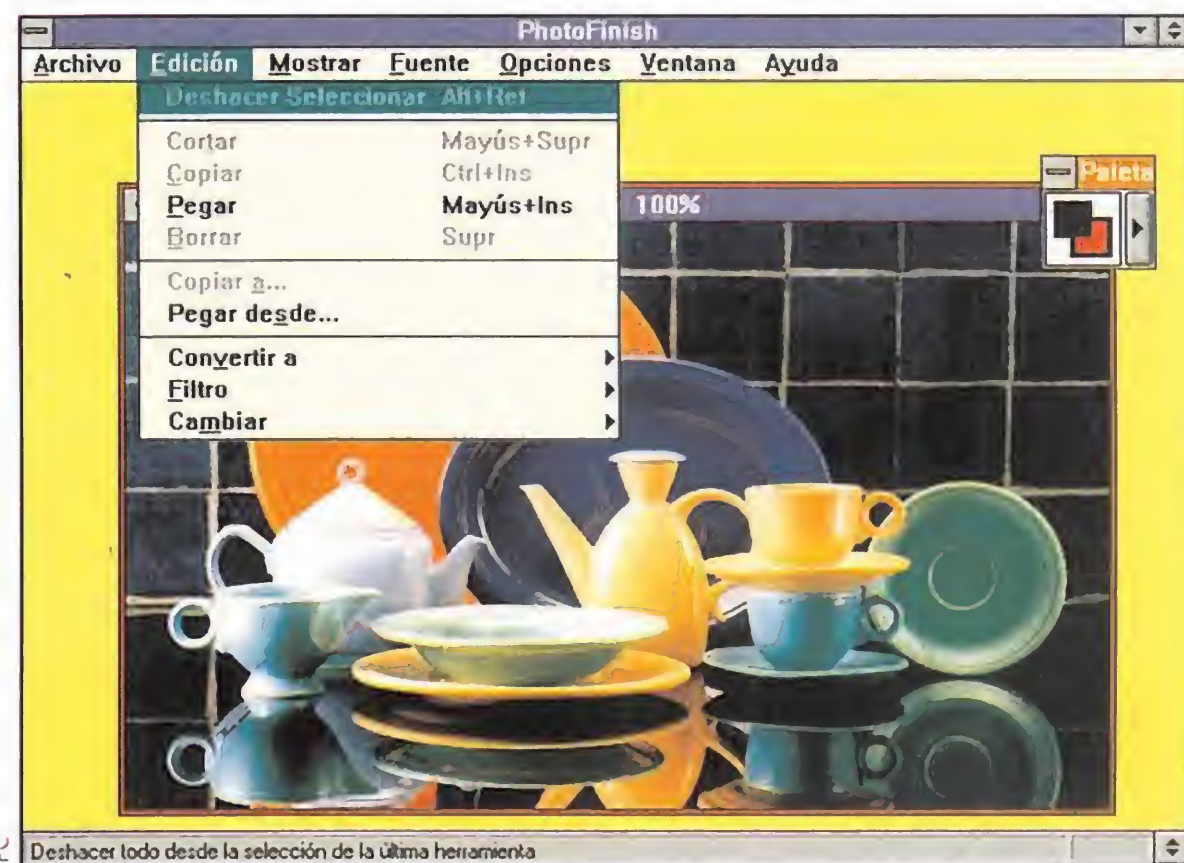 PhotoFinish
Archivo Edición Mostrar Fuente Opciones Ventana Ayuda
Deshacer Seleccionar Alt+Ret
Cortar Mayús+Supr
Copiar Ctrl+Ins
Pegar Mayús+Ins
Borrar Supr
Copiar a...
Pegar desde...
Convertir a
Filtro
Cambiar
100%
Paleta
Deshacer todo desde la selección de la última herramienta